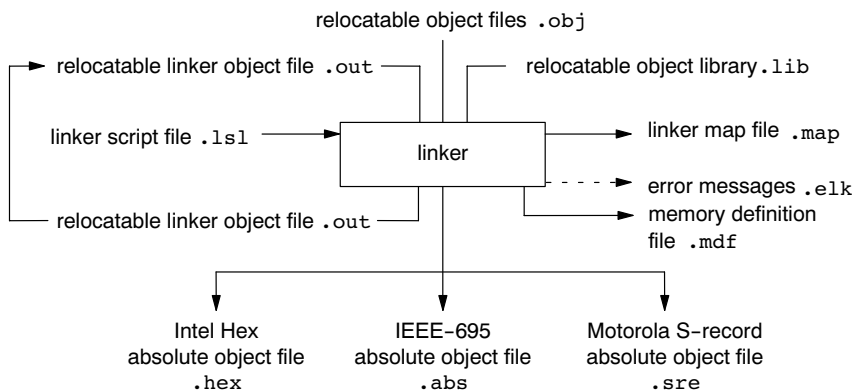 relocatable object files .obj
relocatable linker object file .out
relocatable object library.lib
linker script file .lsl
linker
linker map file .map
error messages .elk
relocatable linker object file .out
memory definition
file .mdf
Intel Hex
absolute object file
.hex
IEEE-695
absolute object file
.abs
Motorola S-record
absolute object file
.sre